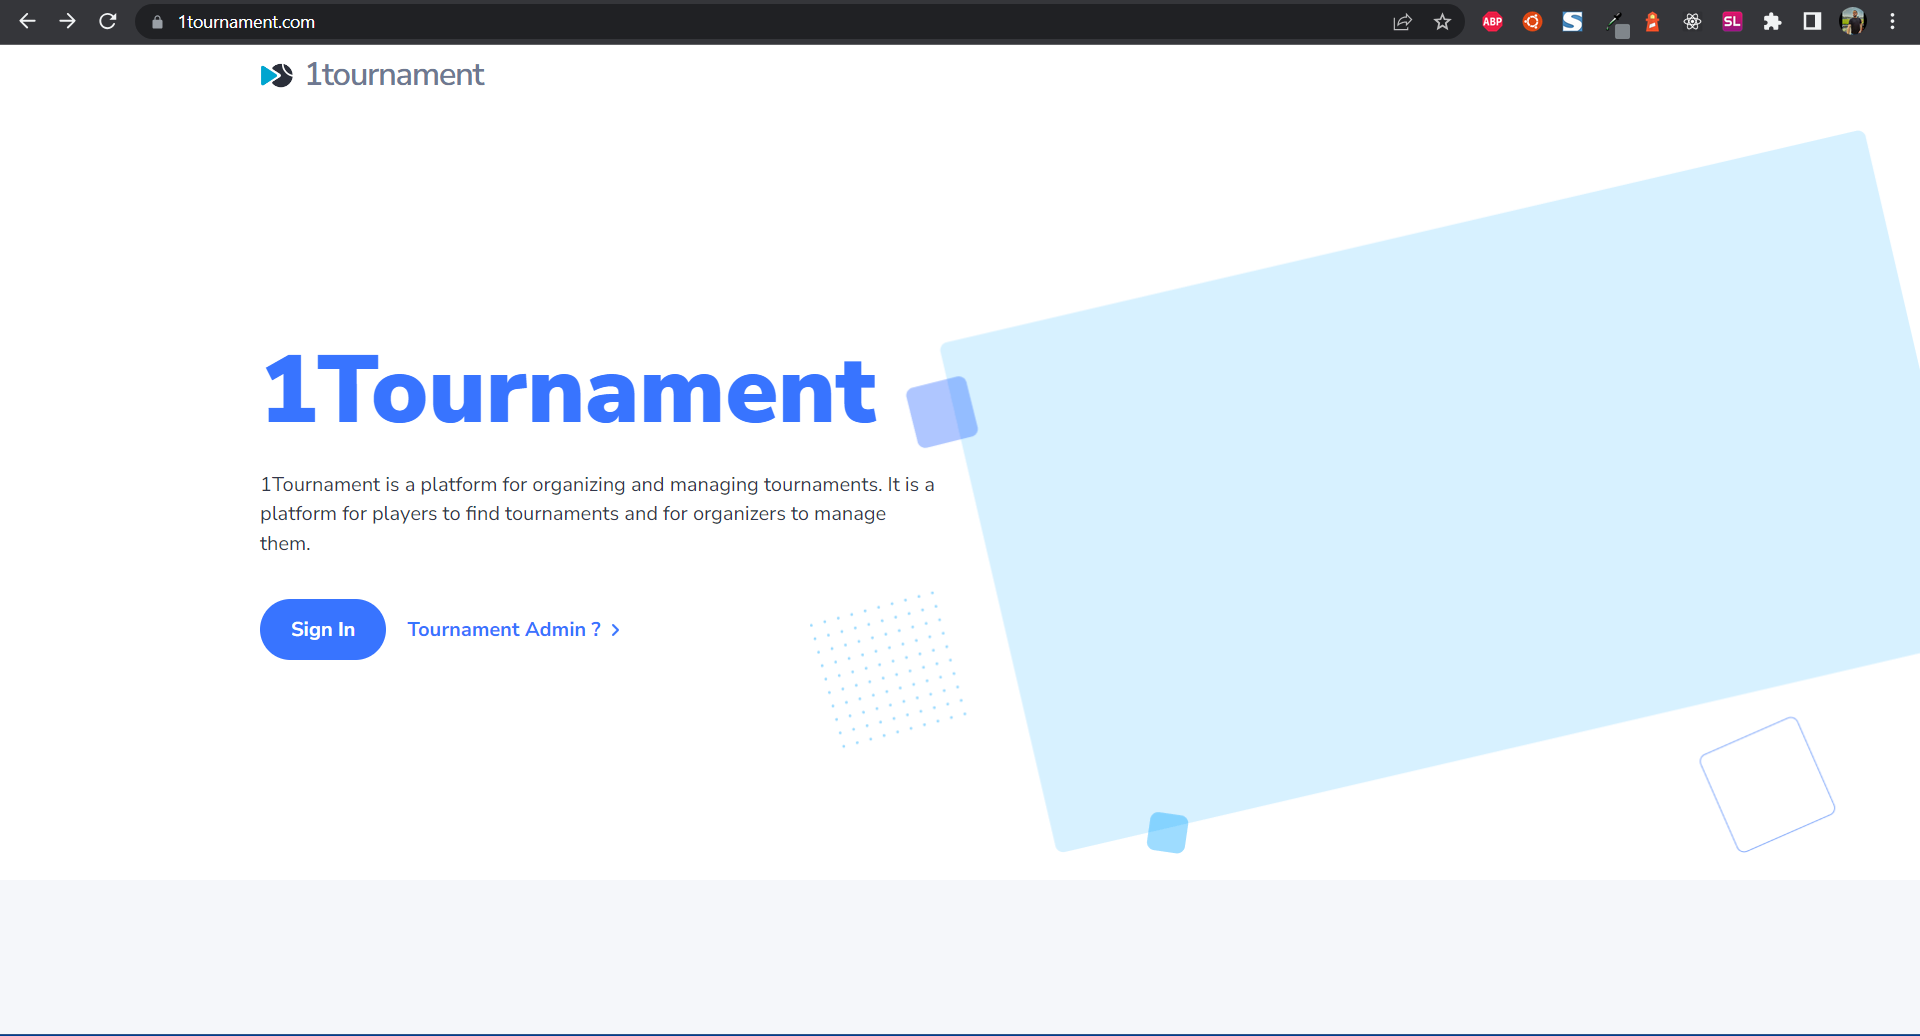 1tournament.com
ABP
S
SL
1tournament
1Tournament
1Tournament is a platform for organizing and managing tournaments. It is a
platform for players to find tournaments and for organizers to manage
them.
Sign In
Tournament Admin ?